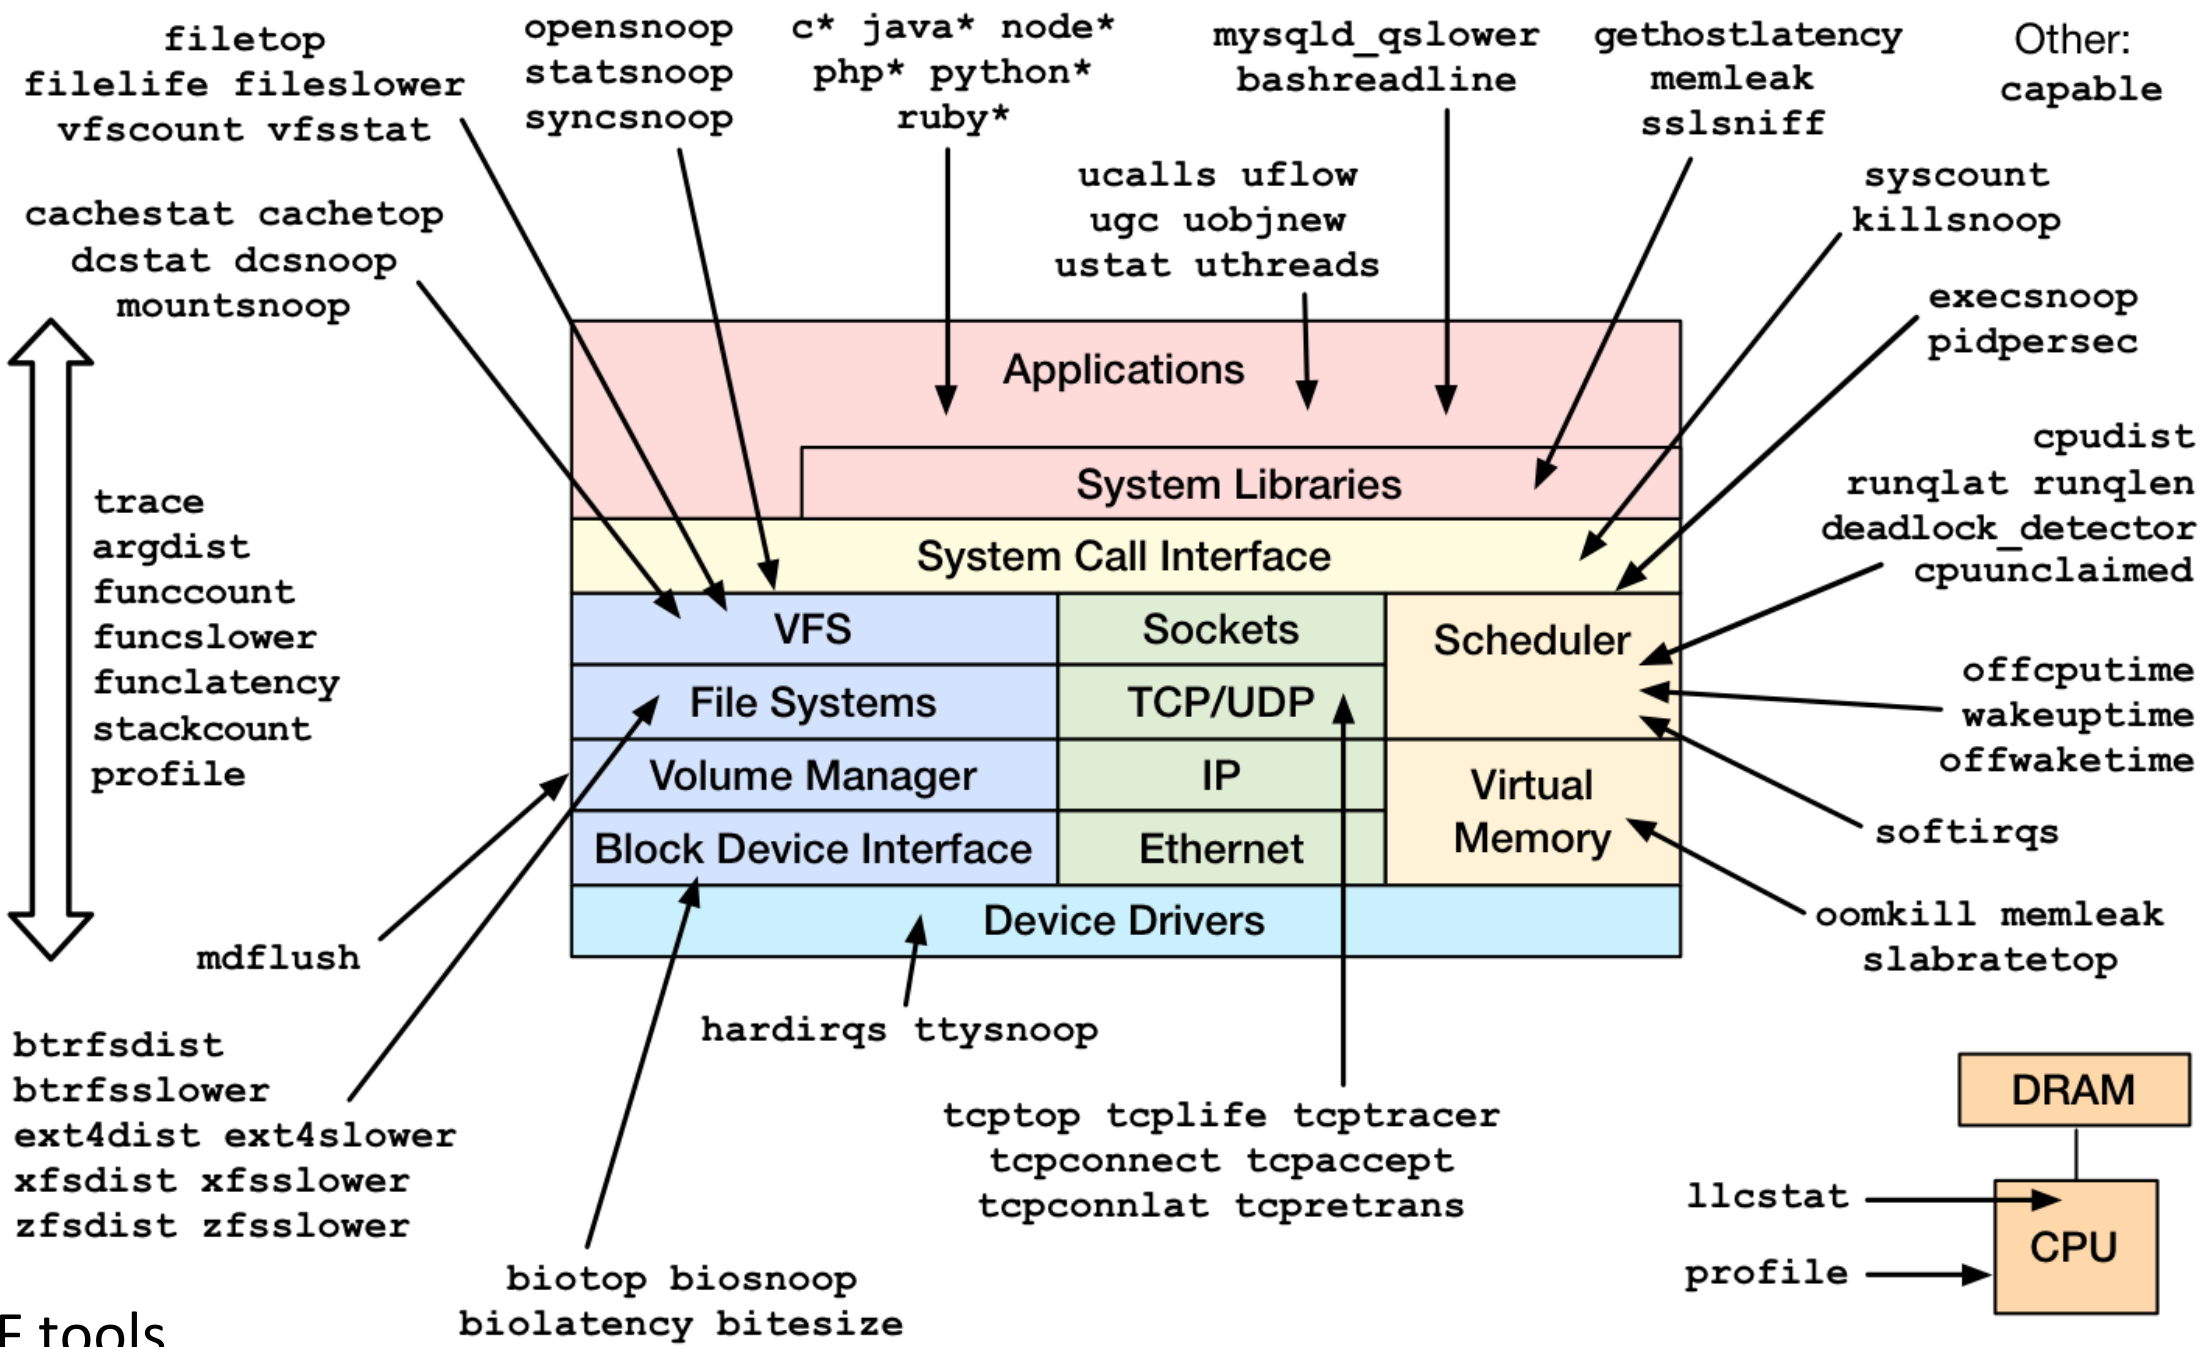 filetop
filelife fileslower
vfscount vfsstat
opensnoop
statsnoop
syncsnoop
c* java* node*
php* python*
ruby*
mysqld_qslower
bashreadline
gethostlatency
memleak
sslsniff
Other:
capable
cachestat cachetop
dcstat dcsnoop
mountsnoop
ucalls uflow
ugc uobjnew
ustat uthreads
syscount
killsnoop
execsnoop
pidpersec
trace
argdist
funccount
funcslower
funclatency
stackcount
profile
Applications
System Libraries
System Call Interface
VFS
File Systems
Volume Manager
Block Device Interface
Sockets
TCP/UDP
IP
Ethernet
Scheduler
Virtual
Memory
Device Drivers
cpudist
runqlat runqlen
deadlock_detector
cpuunclaimed
offcputime
wakeuptime
offwaketime
softirqs
oomkill memleak
slabratetop
mdflush
hardirqs ttysnoop
btrfsdist
btrfsslower
ext4dist ext4slower
xfsdist xfsslower
zfsdist zfsslower
tcptop tcplife tcptracer
tcpconnect tcpaccept
tcpconnlat tcpretrans
biotop biosnoop
biolatency bitesize
DRAM
llcstat
CPU
profile
tools